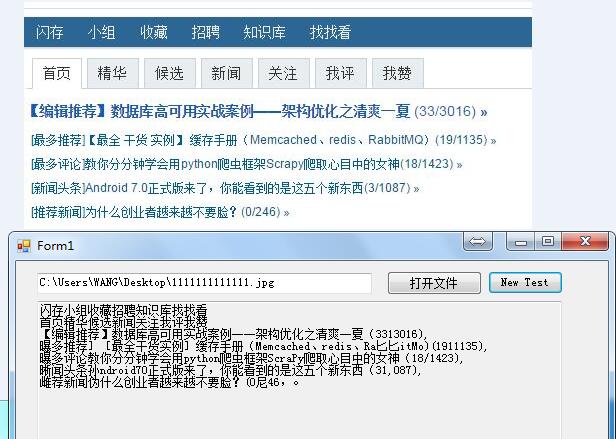 闪存 小组 收藏 招聘 知识库 找找看
首页 精华 候选 新闻 关注 我评 我赞
【编辑推荐】数据库高可用实战案例——架构优化之清爽一夏 (33/3016) »
[最多推荐]【最全 干货 实例】 缓存手册（Memcached、redis、RabbitMQ）(19/1135) »
[最多评论]教你分分钟学会用python爬虫框架Scrapy爬取心目中的女神(18/1423) »
[新闻头条]Android 7.0正式版来了，你能看到的是这五个新东西(3/1087) »
[推荐新闻]为什么创业者越来越不要脸？(0/246) »
Form1
C:\Users\WANG\Desktop\1111111111111.jpg 打开文件 New Test
闪存小组收藏招聘知识库找找看
首页精华候选新闻关注我评我赞
【编辑推荐】数据库高可用实战案例—一架构优化之清爽一夏（3313016),
曝多推荐］［最全干货实例］缓存手册（Memcached、redis、Ra匕匕itMo)(1911135),
曝多评论教你分分钟学会用python爬虫框架ScraPy爬取心目中的女神（18/1423),
晰闻头条孙ndroid70正式版来了，你能看到的是这五个新东西（31,087),
雌荐新闻伪什么创业者越来越不要脸？(0尼46，。